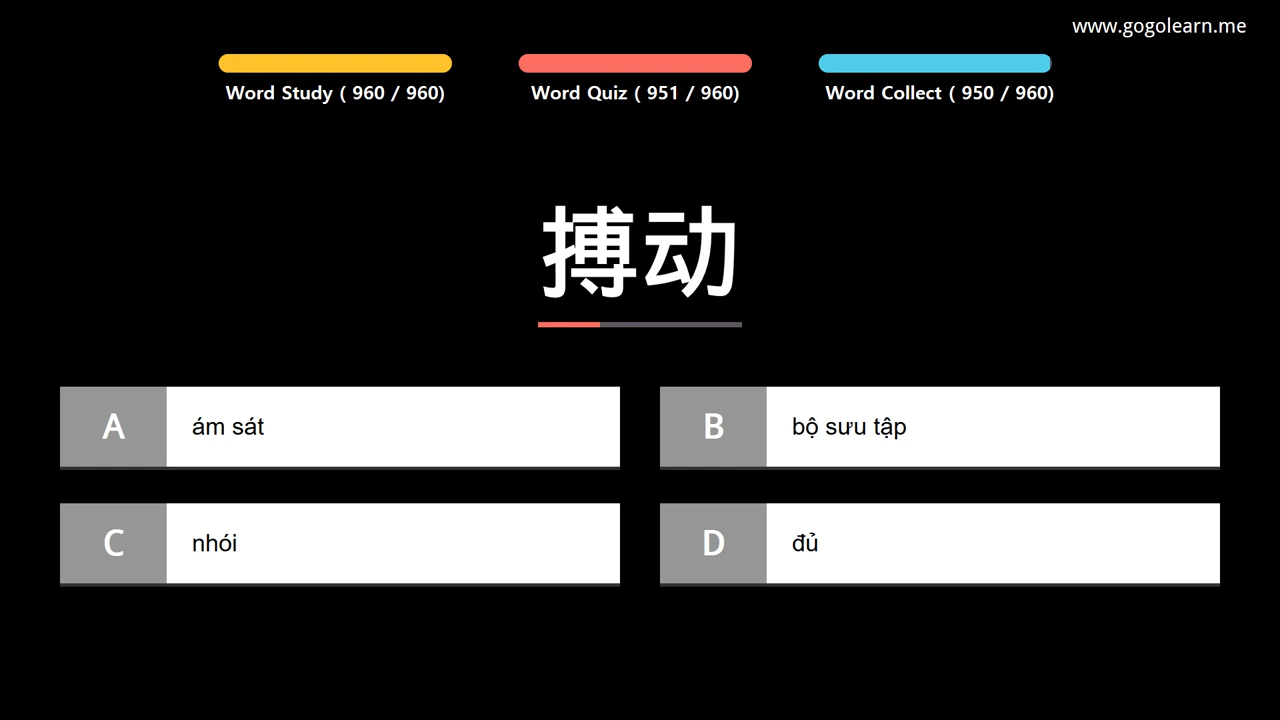 www.gogolearn.me
Word Study ( 960 / 960)
Word Quiz ( 951 / 960)
Word Collect ( 950 / 960)
搏动
A
ám sát
B
bộ sưu tập
C
nhói
D
đủ